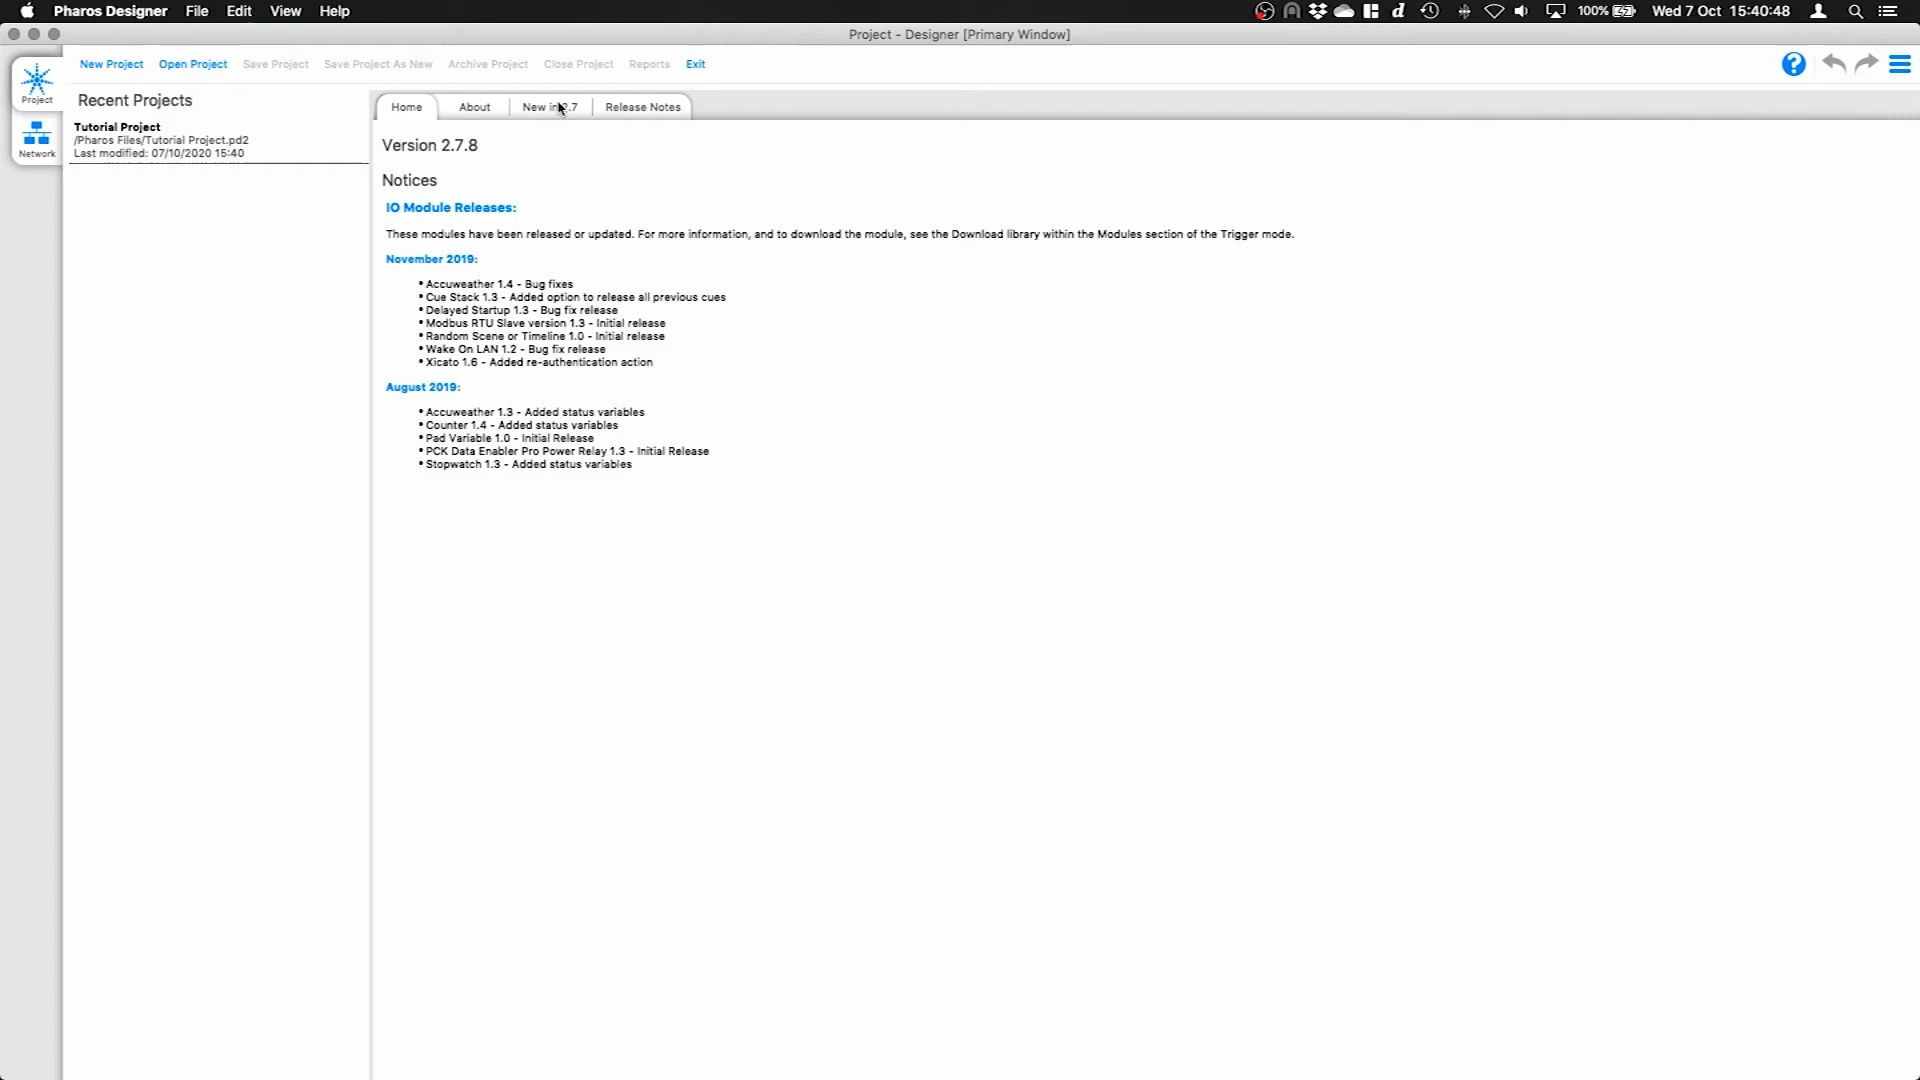 Pharos Designer File Edit View Help
100% Wed 7 Oct 15:40:48
Project - Designer [Primary Window]
New Project Open Project Save Project Save Project As New Archive Project Close Project Reports Exit
Project
Network
Recent Projects
Tutorial Project
/Pharos Files/Tutorial Project.pd2
Last modified: 07/10/2020 15:40
Home About New in 2.7 Release Notes
Version 2.7.8
Notices
IO Module Releases:
These modules have been released or updated. For more information, and to download the module, see the Download library within the Modules section of the Trigger mode.
November 2019:
• Accuweather 1.4 - Bug fixes
• Cue Stack 1.3 - Added option to release all previous cues
• Delayed Startup 1.3 - Bug fix release
• Modbus RTU Slave version 1.3 - Initial release
• Random Scene or Timeline 1.0 - Initial release
• Wake On LAN 1.2 - Bug fix release
• Xicato 1.6 - Added re-authentication action
August 2019:
• Accuweather 1.3 - Added status variables
• Counter 1.4 - Added status variables
• Pad Variable 1.0 - Initial Release
• PCK Data Enabler Pro Power Relay 1.3 - Initial Release
• Stopwatch 1.3 - Added status variables